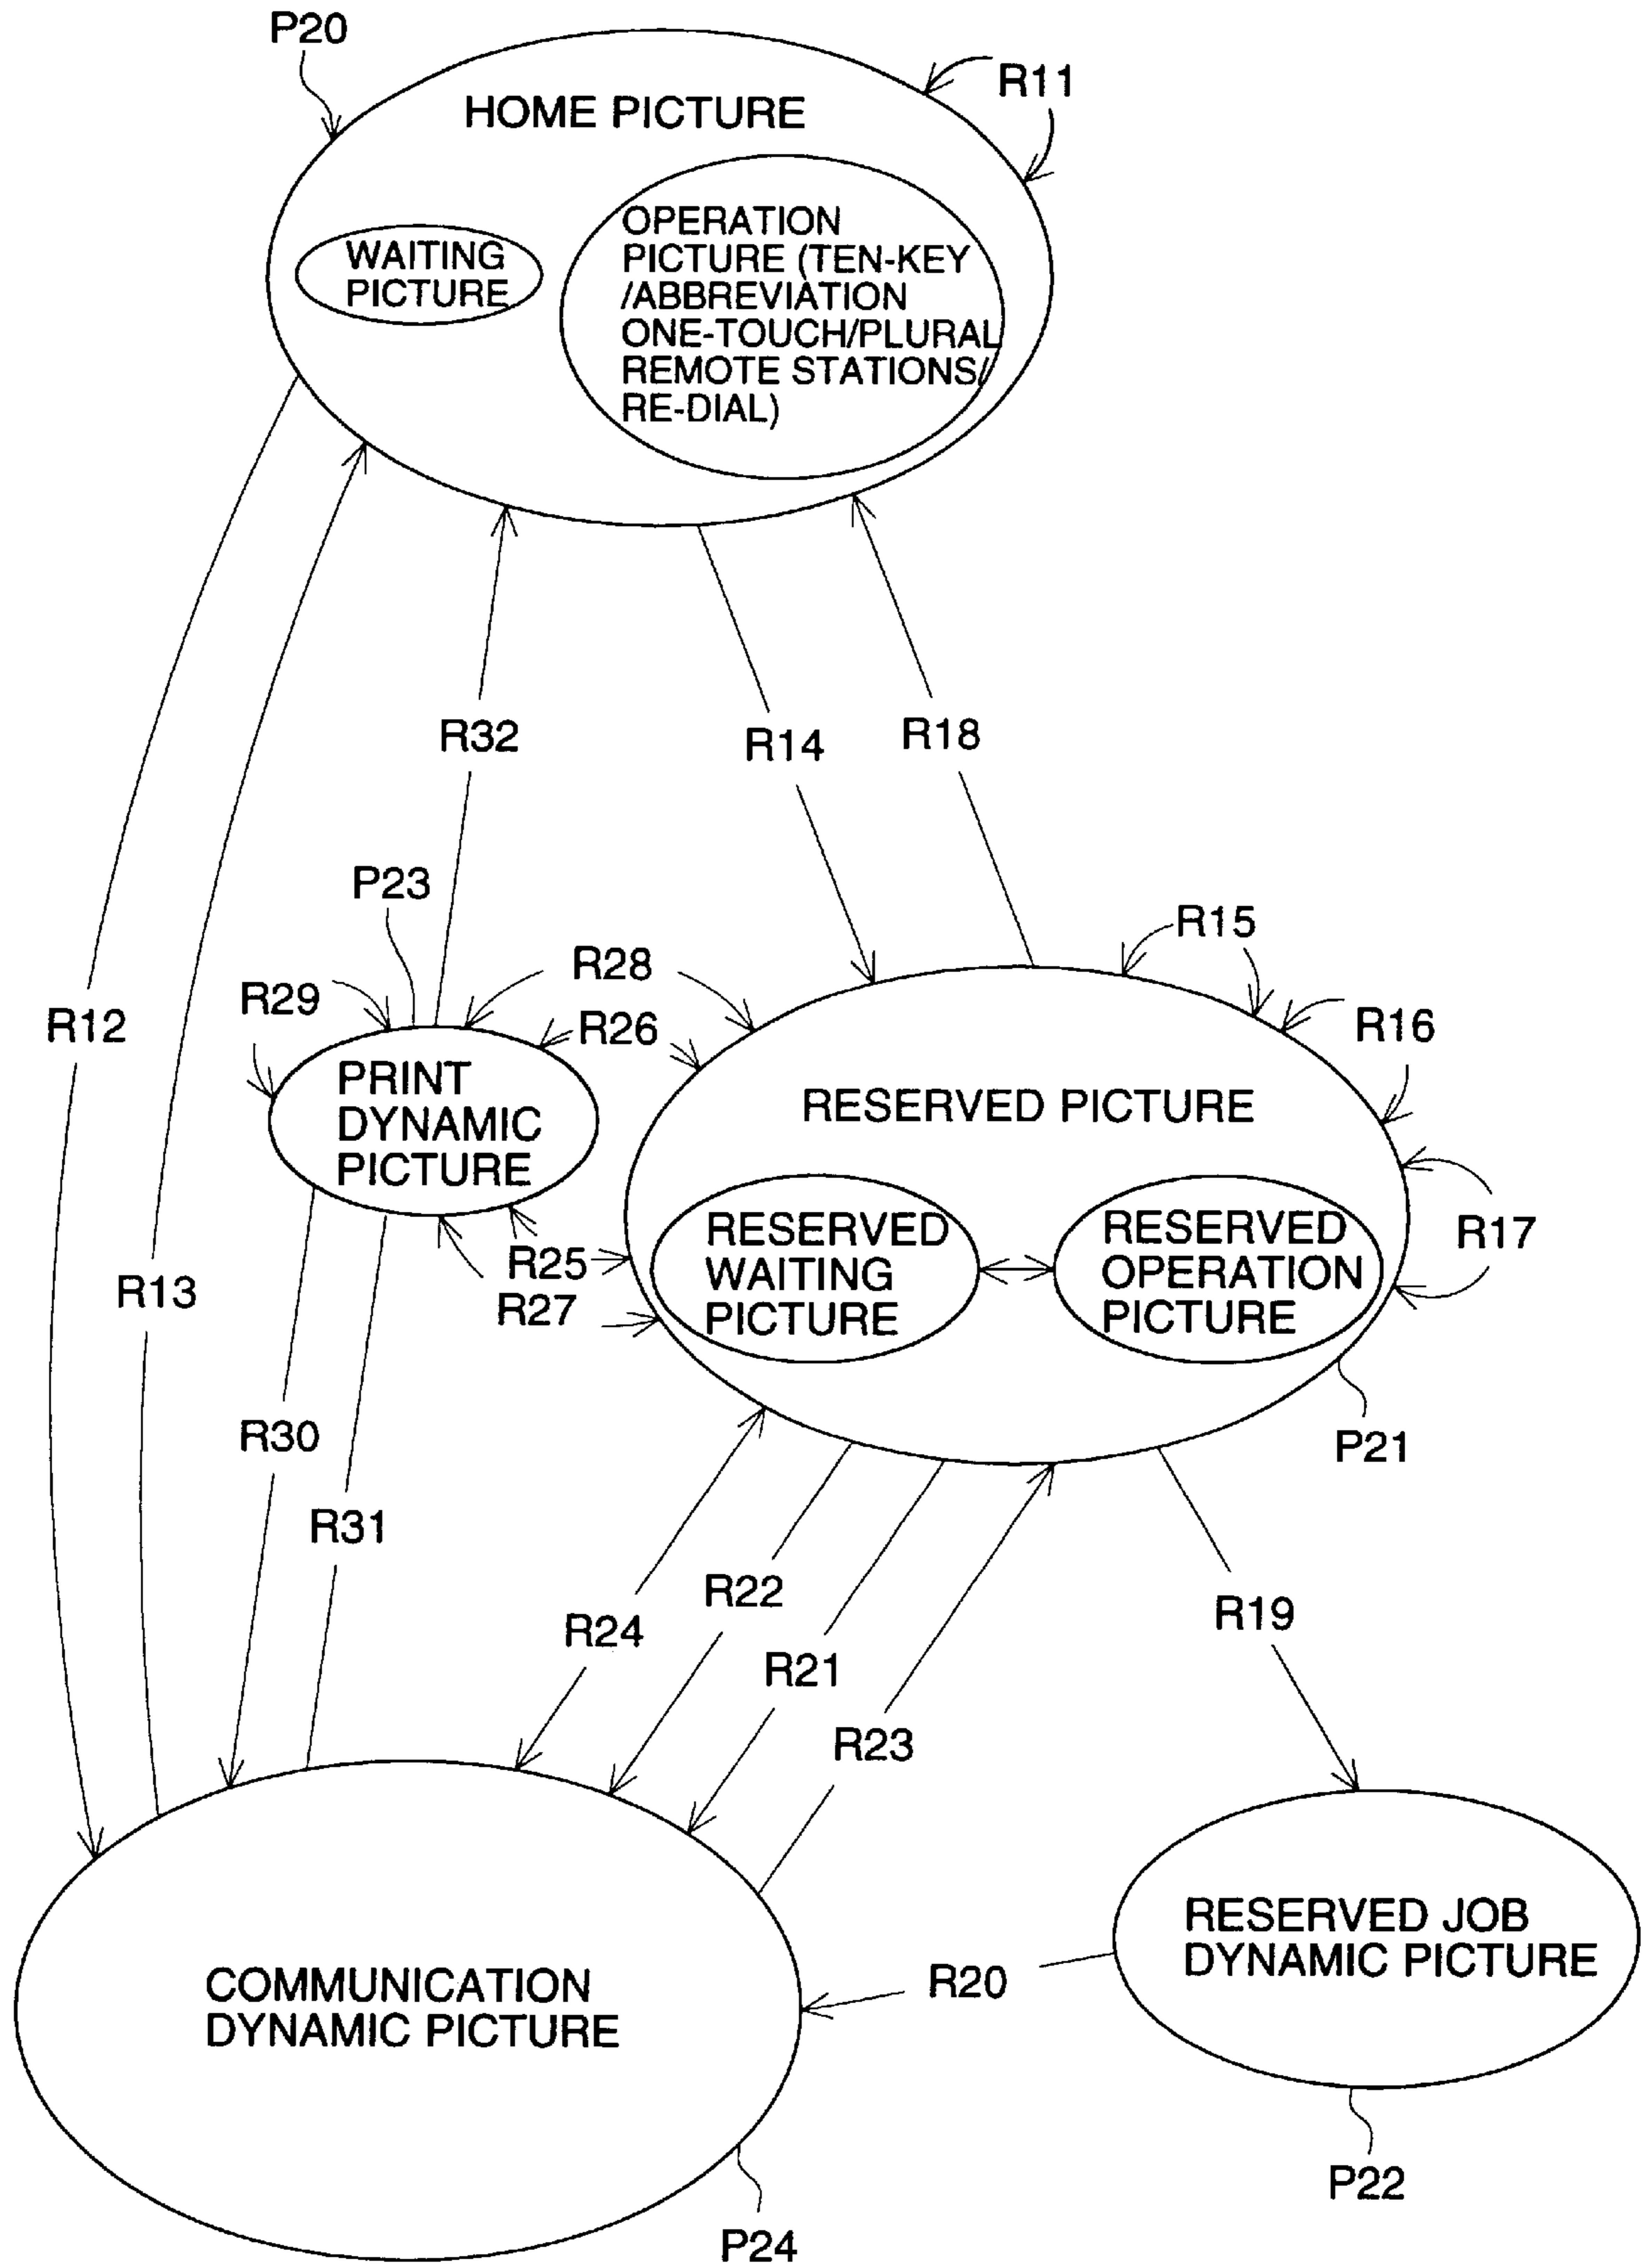 P20
R11
HOME PICTURE
WAITING
PICTURE
OPERATION
PICTURE (TEN-KEY
/ABBREVIATION
ONE-TOUCH/PLURAL
REMOTE STATIONS/
RE-DIAL)
R32
R14
R18
P23
R15
R28
R29
R26
R16
R12
PRINT
DYNAMIC
PICTURE
RESERVED PICTURE
RESERVED
WAITING
PICTURE
RESERVED
OPERATION
PICTURE
R17
R25
R27
R13
R30
P21
R31
R22
R24
R19
R21
R23
RESERVED JOB
DYNAMIC PICTURE
R20
COMMUNICATION
DYNAMIC PICTURE
P22
P24